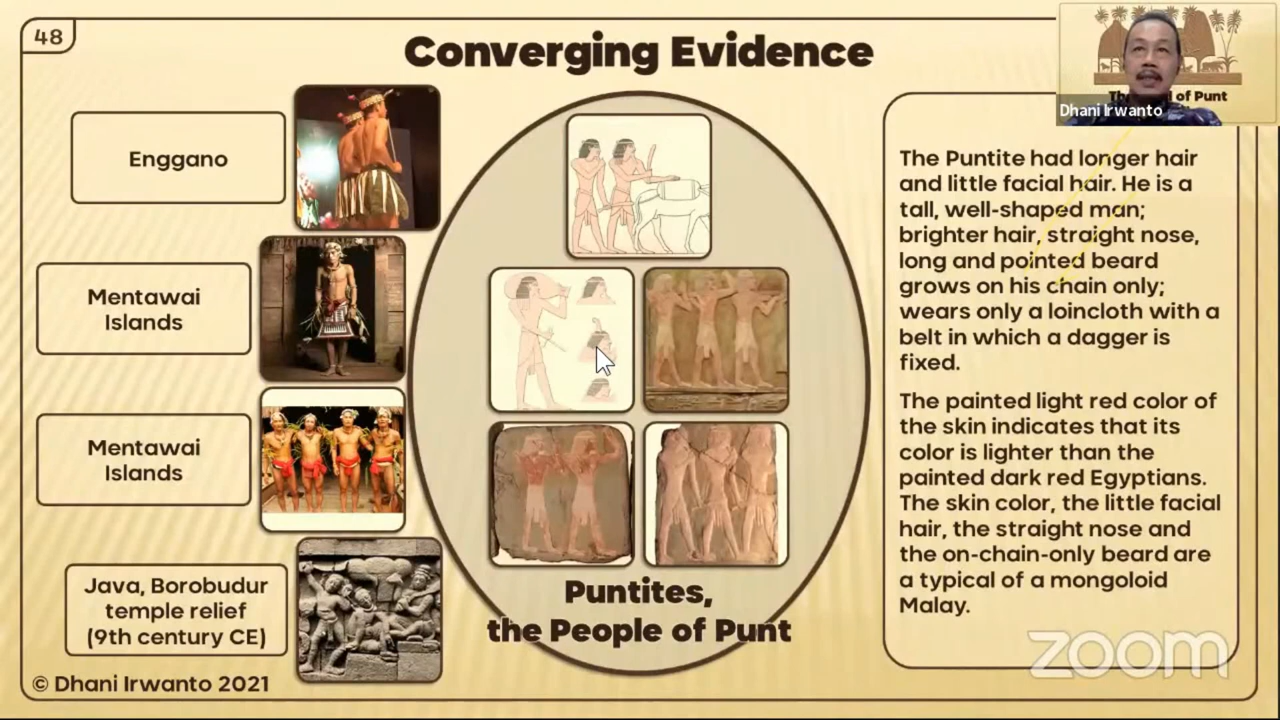 48
Converging Evidence
Th
l of Punt
Dhani Irwanto
Enggano
Mentawai
Islands
Mentawai
Islands
Java, Borobudur
temple relief
(9th century CE)
Puntites,
the People of Punt
The Puntite had longer hair
and little facial hair. He is a
tall, well-shaped man;
brighter hair, straight nose,
long and pointed beard
grows on his chain only;
wears only a loincloth with a
belt in which a dagger is
fixed.
The painted light red color of
the skin indicates that its
color is lighter than the
painted dark red Egyptians.
The skin color, the little facial
hair, the straight nose and
the on-chain-only beard are
a typical of a mongoloid
Malay.
zoom
© Dhani Irwanto 2021